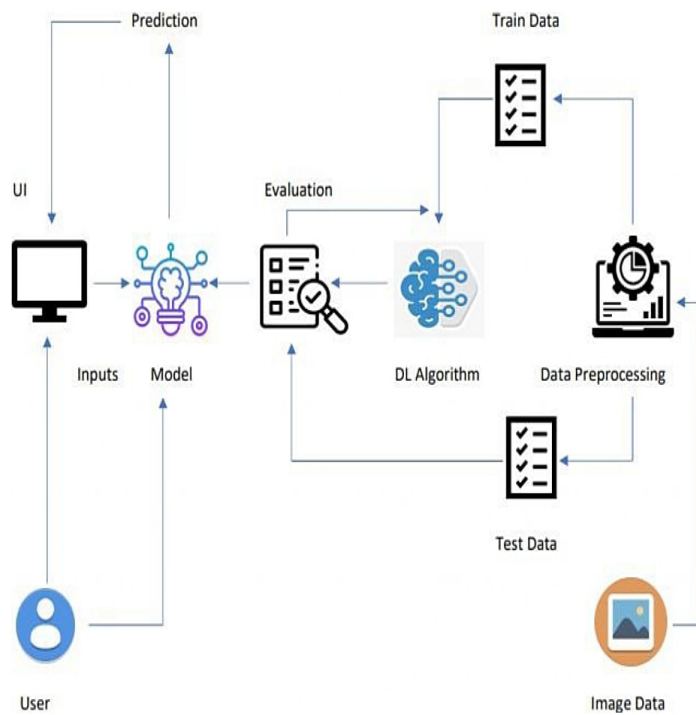 Prediction
Train Data
UI
Evaluation
Inputs
Model
DL Algorithm
Data Preprocessing
Test Data
User
Image Data